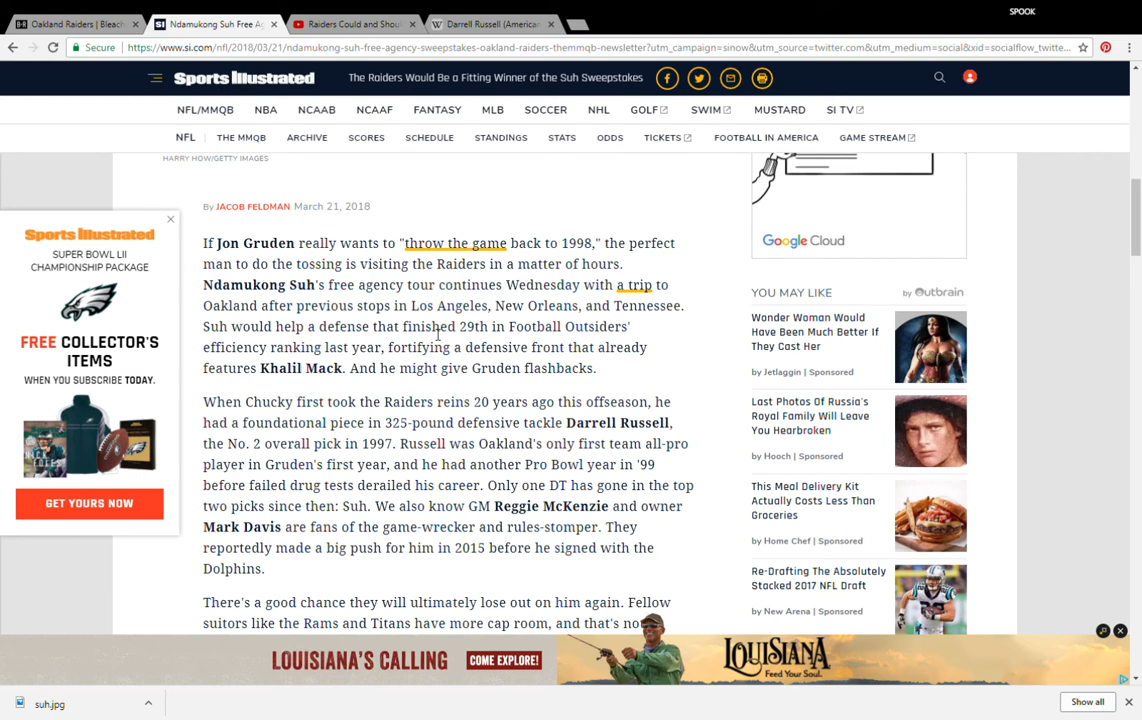 SPOOK
B-R Oakland Raiders | Bleach
SI Ndamukong Suh Free Ag
Raiders Could and Shou
W Darrell Russell (America
Secure
https://www.si.com/nfl/2018/03/21/ndamukong-suh-free-agency-sweepstakes-oakland-raiders-themmqb-newsletter?utm_campaign=sinow&utm_source=twitter.com&utm_medium=social&xid=socialflow_twitte...
Sports Illustrated
The Raiders Would Be a Fitting Winner of the Suh Sweepstakes
NFL/MMQB NBA NCAAB NCAAF FANTASY MLB SOCCER NHL GOLF SWIM MUSTARD SI TV
NFL THE MMQB ARCHIVE SCORES SCHEDULE STANDINGS STATS ODDS TICKETS FOOTBALL IN AMERICA GAME STREAM
HARRY HOW/GETTY IMAGES
By JACOB FELDMAN March 21, 2018
If Jon Gruden really wants to "throw the game back to 1998," the perfect
man to do the tossing is visiting the Raiders in a matter of hours.
Ndamukong Suh's free agency tour continues Wednesday with a trip to
Oakland after previous stops in Los Angeles, New Orleans, and Tennessee.
Suh would help a defense that finished 29th in Football Outsiders'
efficiency ranking last year, fortifying a defensive front that already
features Khalil Mack. And he might give Gruden flashbacks.
When Chucky first took the Raiders reins 20 years ago this offseason, he
had a foundational piece in 325-pound defensive tackle Darrell Russell,
the No. 2 overall pick in 1997. Russell was Oakland's only first team all-pro
player in Gruden's first year, and he had another Pro Bowl year in '99
before failed drug tests derailed his career. Only one DT has gone in the top
two picks since then: Suh. We also know GM Reggie McKenzie and owner
Mark Davis are fans of the game-wrecker and rules-stomper. They
reportedly made a big push for him in 2015 before he signed with the
Dolphins.
There's a good chance they will ultimately lose out on him again. Fellow
suitors like the Rams and Titans have more cap room, and that's no
Sports Illustrated
SUPER BOWL LII
CHAMPIONSHIP PACKAGE
FREE COLLECTOR'S
ITEMS
WHEN YOU SUBSCRIBE TODAY.
GET YOURS NOW
Google Cloud
YOU MAY LIKE
by Outbrain
Wonder Woman Would
Have Been Much Better If
They Cast Her
by Jetlaggin | Sponsored
Last Photos Of Russia's
Royal Family Will Leave
You Hearbroken
by Hooch | Sponsored
This Meal Delivery Kit
Actually Costs Less Than
Groceries
by Home Chef | Sponsored
Re-Drafting The Absolutely
Stacked 2017 NFL Draft
by New Arena | Sponsored
LOUISIANA'S CALLING
COME EXPLORE!
LOUISIANA
Feed Your Soul.
suh.jpg
Show all